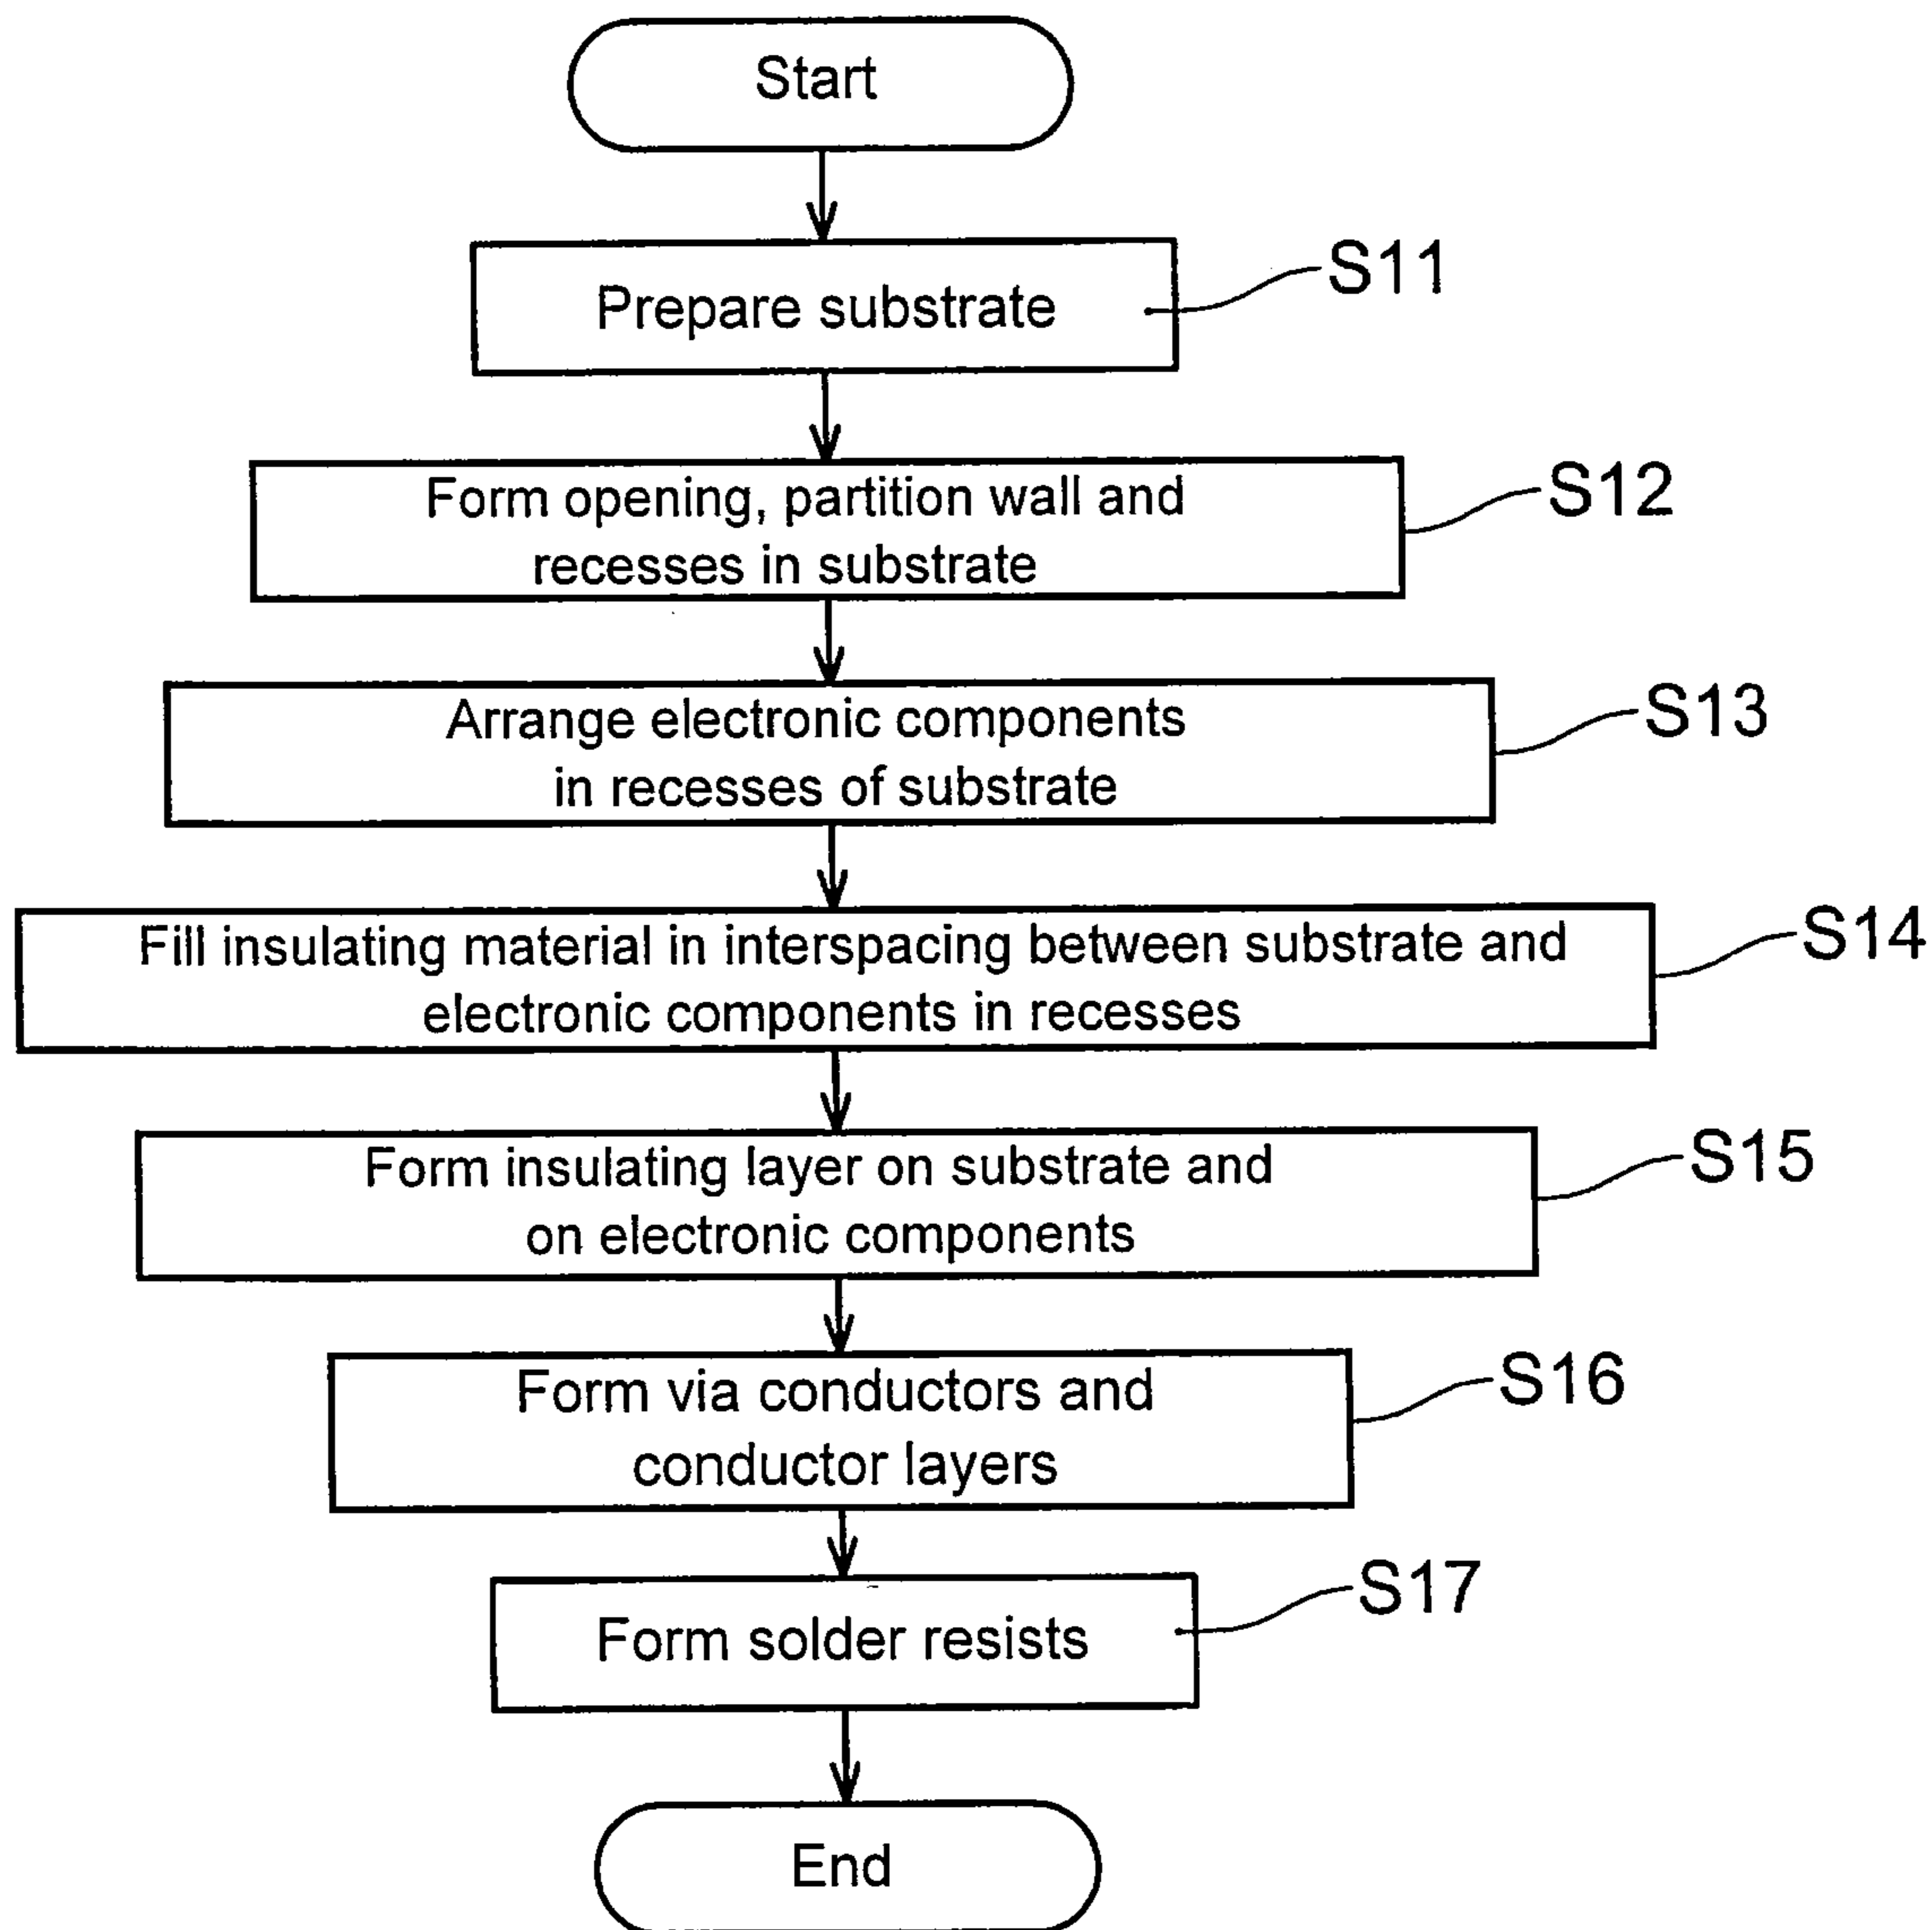 Start
Prepare substrate
S11
Form opening, partition wall and
recesses in substrate
S12
Arrange electronic components
in recesses of substrate
S13
Fill insulating material in interspacing between substrate and
electronic components in recesses
S14
Form insulating layer on substrate and
on electronic components
S15
Form via conductors and
conductor layers
S16
Form solder resists
S17
End